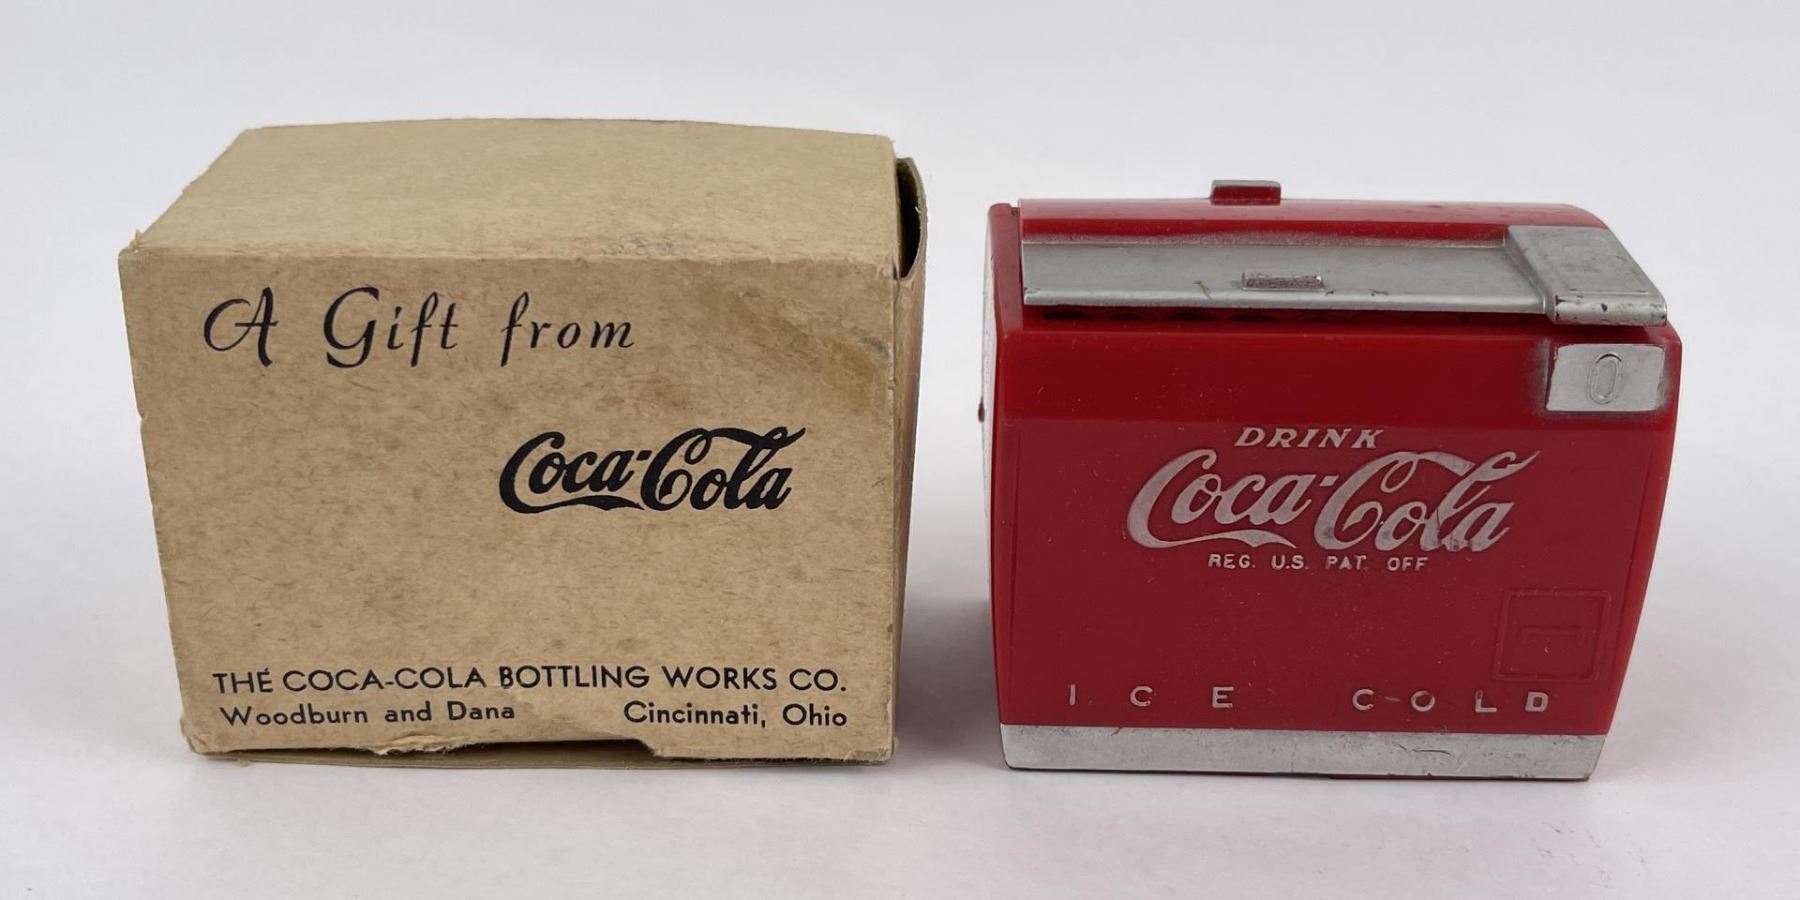 A Gift from
Coca-Cola
THE COCA-COLA BOTTLING WORKS CO.
Woodburn and Dana Cincinnati, Ohio
0
DRINK
Coca-Cola
REG. U.S. PAT. OFF
ICE COLD